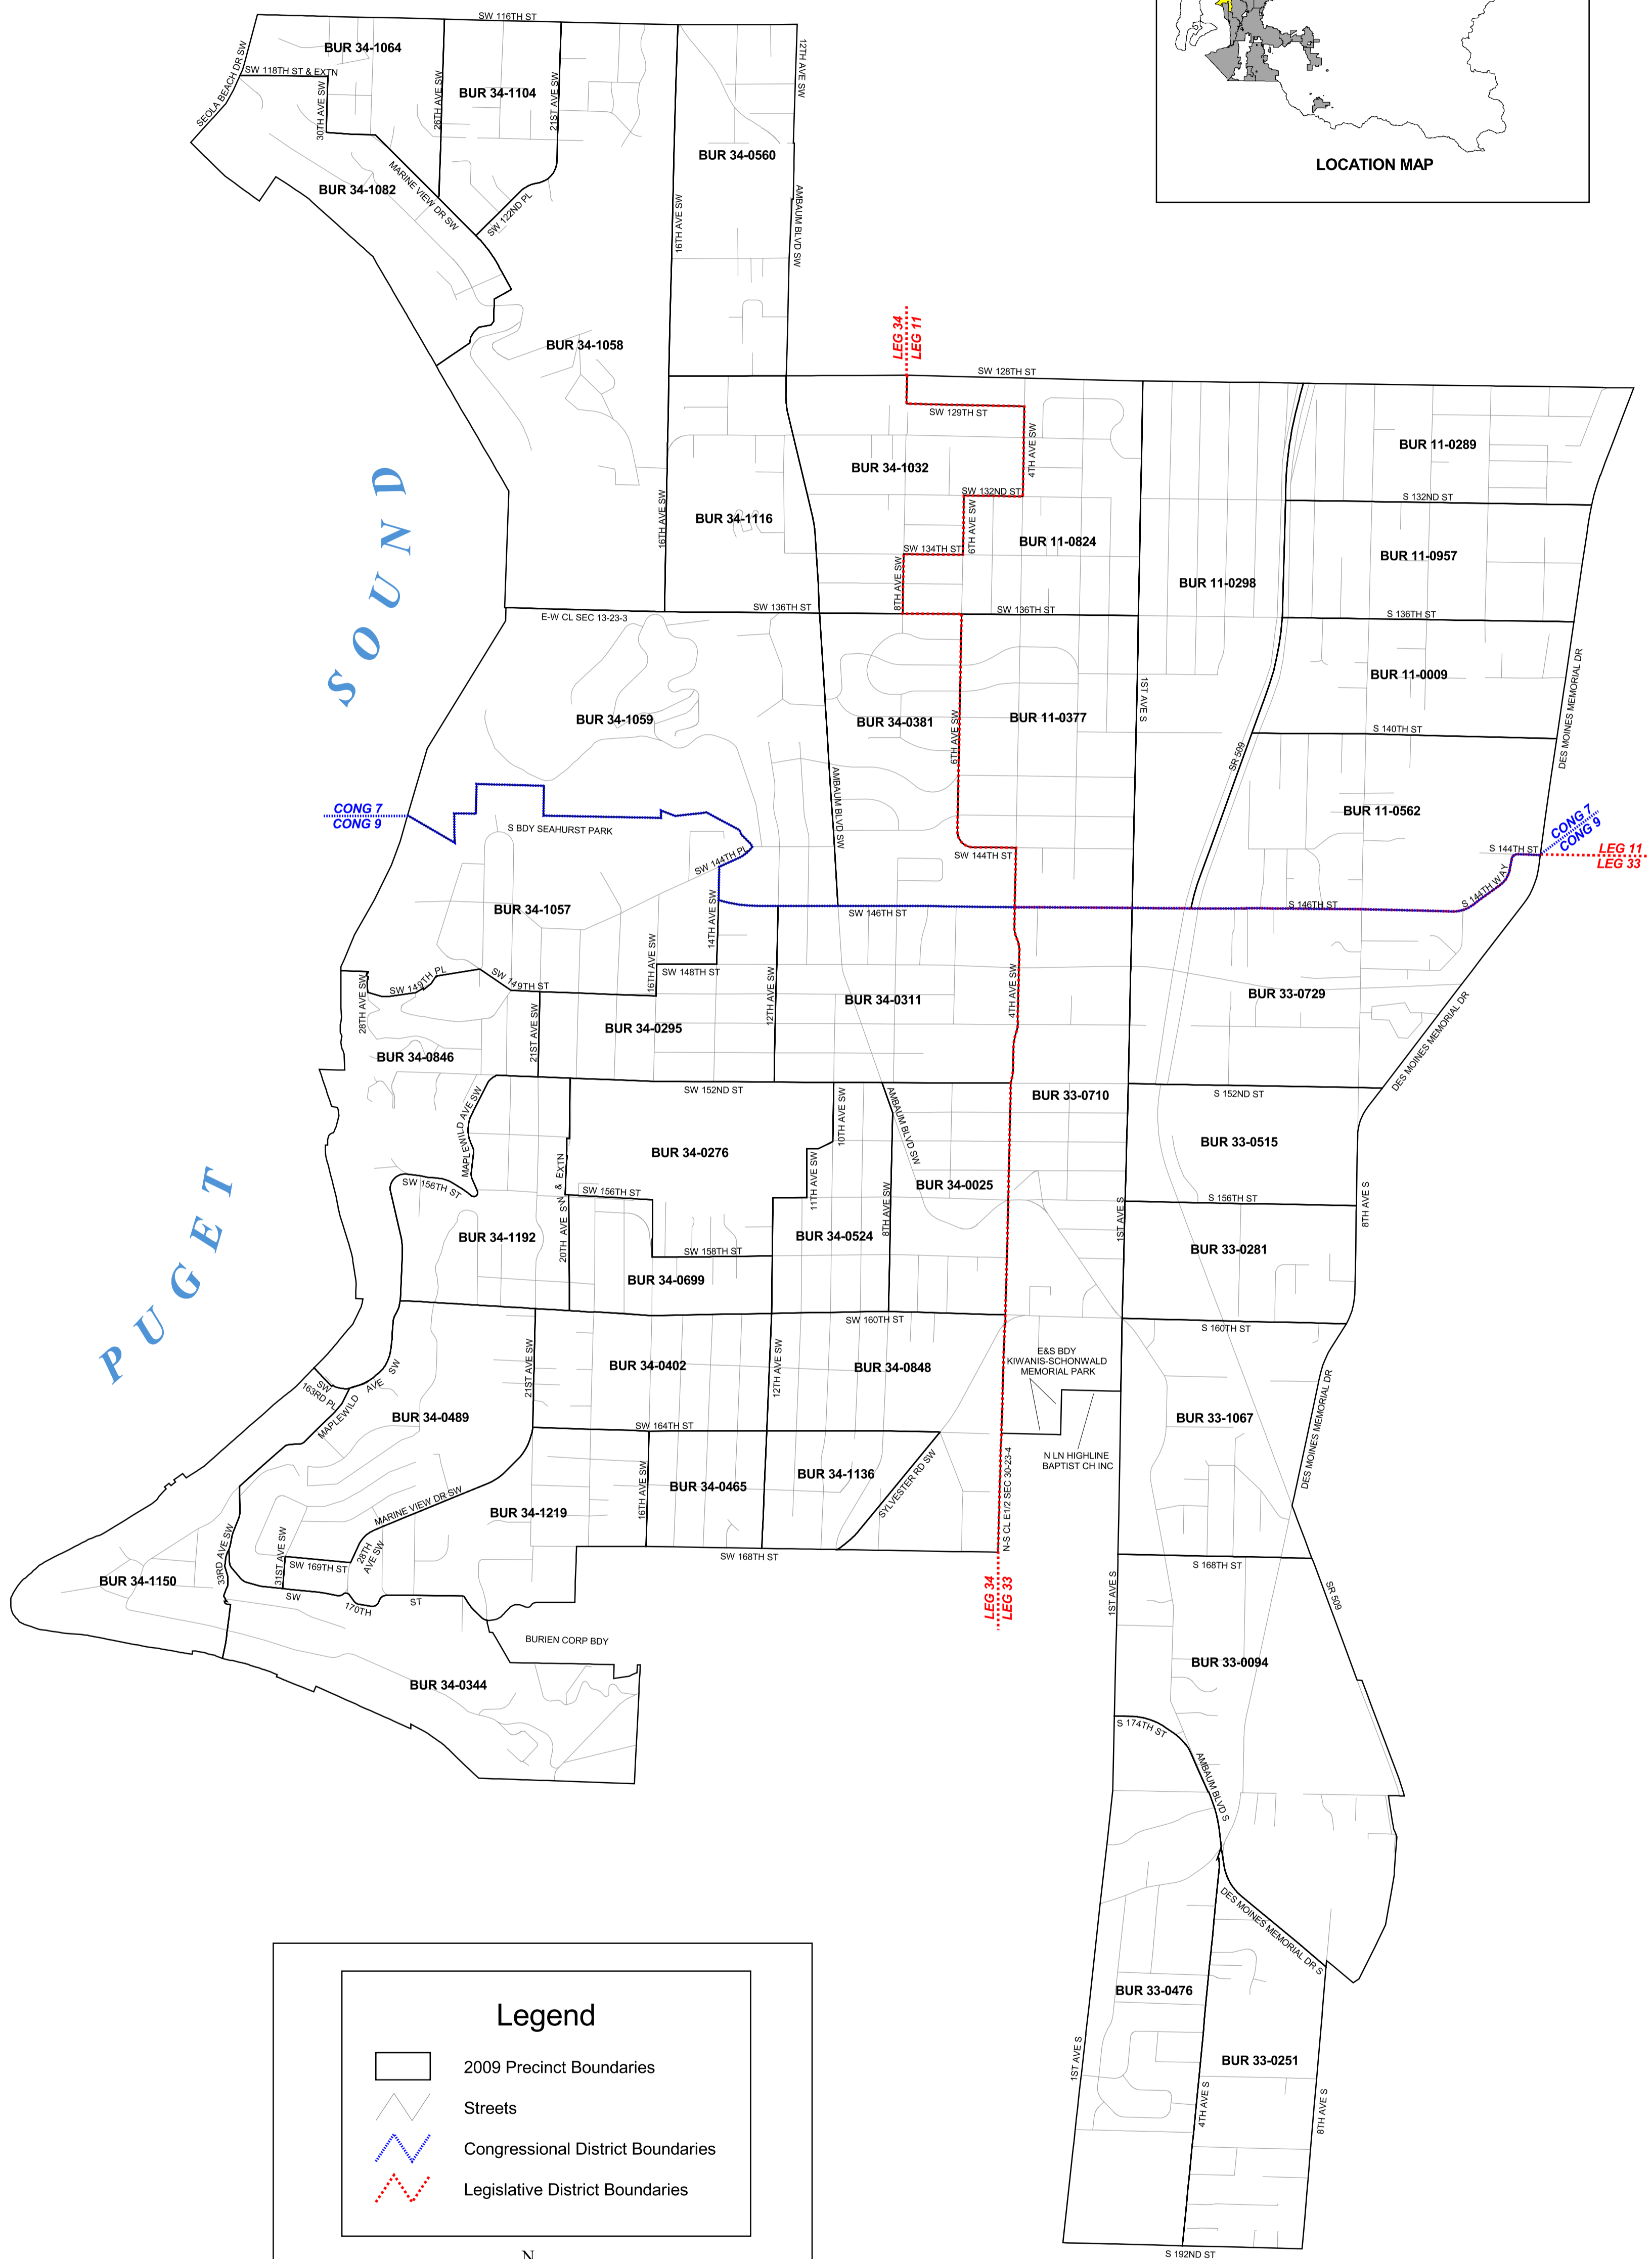 LOCATION MAP
SW 116TH ST
BUR 34-1064
SEOLA BEACH DR SW
SW 118TH ST & EXTN
30TH AVE SW
26TH AVE SW
BUR 34-1104
21ST AVE SW
12TH AVE SW
BUR 34-0560
BUR 34-1082
MARINE VIEW DR SW
SW 122ND PL
16TH AVE SW
AMBAUM BLVD SW
BUR 34-1058
LEG 34
LEG 11
SW 128TH ST
SW 129TH ST
4TH AVE SW
BUR 34-1032
BUR 11-0289
SW 132ND ST
S 132ND ST
16TH AVE SW
BUR 34-1116
6TH AVE SW
BUR 11-0824
BUR 11-0957
SW 134TH ST
8TH AVE SW
BUR 11-0298
SW 136TH ST
SW 136TH ST
S 136TH ST
E-W CL SEC 13-23-3
PUGET SOUND
BUR 11-0009
DES MOINES MEMORIAL DR
BUR 34-1059
BUR 34-0381
6TH AVE SW
BUR 11-0377
1ST AVE S
S 140TH ST
SR 509
AMBAUM BLVD SW
CONG 7
CONG 9
BUR 11-0562
CONG 7
CONG 9
S BDY SEAHURST PARK
SW 144TH PL
SW 144TH ST
S 144TH ST
LEG 11
LEG 33
S 144TH WAY
BUR 34-1057
14TH AVE SW
SW 146TH ST
S 146TH ST
16TH AVE SW
SW 148TH ST
SW 149TH PL
SW 149TH ST
28TH AVE SW
12TH AVE SW
BUR 34-0311
4TH AVE SW
BUR 33-0729
21ST AVE SW
BUR 34-0295
BUR 34-0846
DES MOINES MEMORIAL DR
SW 152ND ST
BUR 33-0710
S 152ND ST
MAPLEWILD AVE SW
10TH AVE SW
AMBAUM BLVD SW
BUR 33-0515
BUR 34-0276
11TH AVE SW
BUR 34-0025
SW 156TH ST
20TH AVE SW & EXTN
SW 156TH ST
S 156TH ST
8TH AVE SW
1ST AVE S
8TH AVE S
BUR 34-1192
BUR 34-0524
BUR 33-0281
SW 158TH ST
BUR 34-0699
SW 160TH ST
S 160TH ST
21ST AVE SW
BUR 34-0402
12TH AVE SW
BUR 34-0848
E&S BDY
KIWANIS-SCHONWALD
MEMORIAL PARK
SW
163RD PL
MAPLEWILD AVE SW
BUR 34-0489
BUR 33-1067
DES MOINES MEMORIAL DR
SW 164TH ST
N LN HIGHLINE
BAPTIST CH INC
BUR 34-1136
BUR 34-0465
16TH AVE SW
SYLVESTER RD SW
N-S CL E1/2 SEC 30-23-4
MARINE VIEW DR SW
BUR 34-1219
33RD AVE SW
31ST AVE SW
SW 169TH ST
28TH
AVE SW
SW 168TH ST
S 168TH ST
BUR 34-1150
SW 170TH ST
LEG 34
LEG 33
1ST AVE S
SR 509
BURIEN CORP BDY
BUR 34-0344
BUR 33-0094
S 174TH ST
AMBAUM BLVD S
DES MOINES MEMORIAL DR S
BUR 33-0476
1ST AVE S
BUR 33-0251
4TH AVE S
8TH AVE S
S 192ND ST
Legend
2009 Precinct Boundaries
Streets
Congressional District Boundaries
Legislative District Boundaries
N